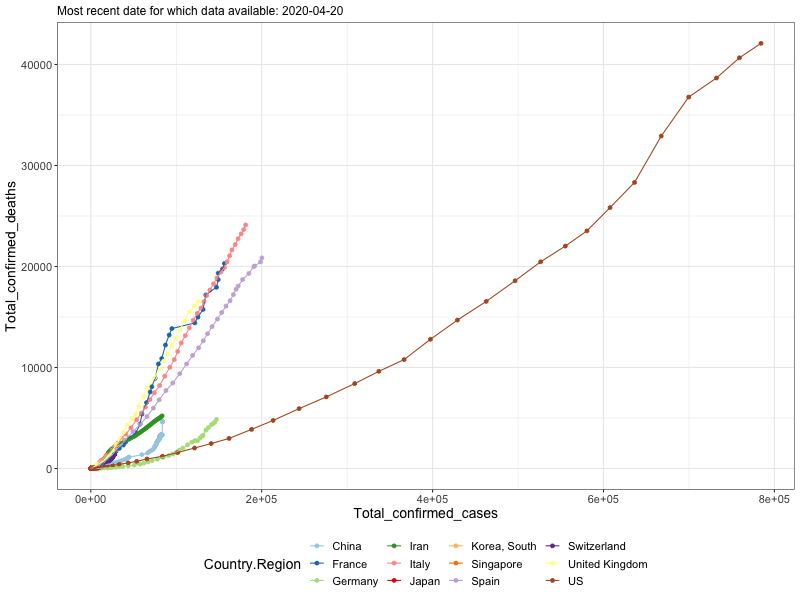 Most recent date for which data available: 2020-04-20
Total_confirmed_deaths
40000
30000
20000
10000
0
0e+00 2e+05 4e+05 6e+05 8e+05
Total_confirmed_cases
Country.Region
China Iran Korea, South Switzerland
France Italy Singapore United Kingdom
Germany Japan Spain US